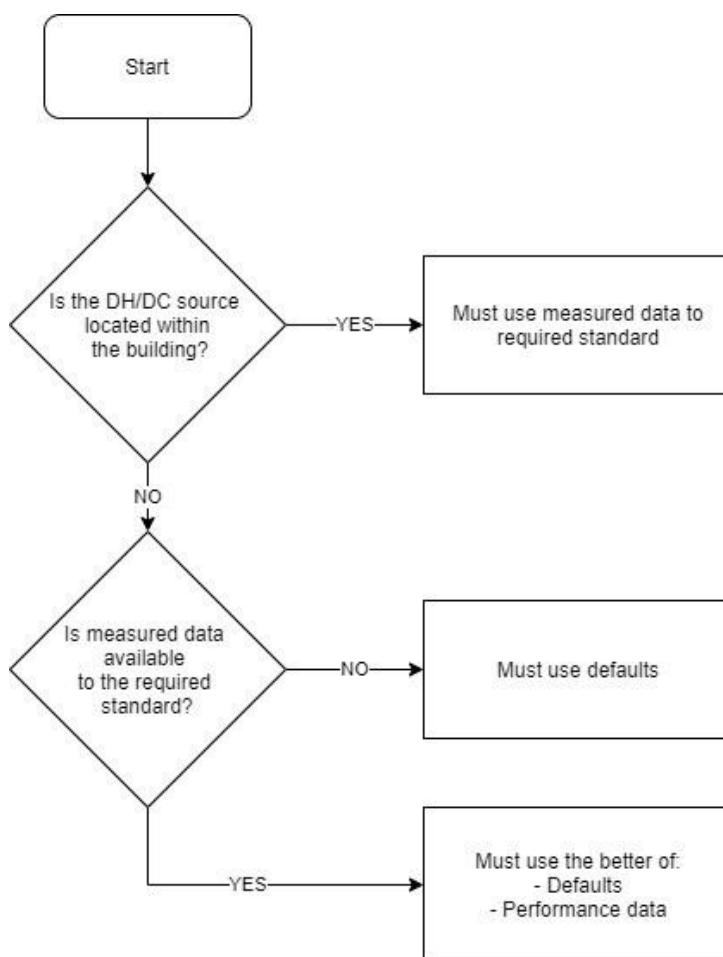 Start
Is the DH/DC source
located within
the building?
YES
Must use measured data to
required standard
NO
Is measured data
available
to the required
standard?
NO
Must use defaults
YES
Must use the better of:
- Defaults
- Performance data